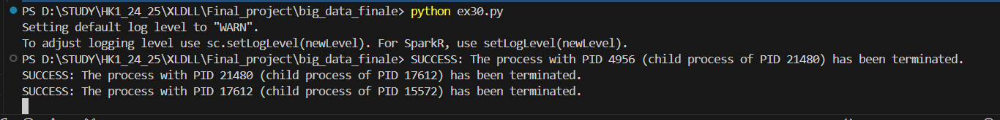 PS D:\STUDY\HK1_24_25\XLDLL\Final_project\big_data_finale> python ex30.py
Setting default log level to "WARN".
To adjust logging level use sc.setLogLevel(newLevel). For SparkR, use setLogLevel(newLevel).
PS D:\STUDY\HK1_24_25\XLDLL\Final_project\big_data_finale> SUCCESS: The process with PID 4956 (child process of PID 21480) has been terminated.
SUCCESS: The process with PID 21480 (child process of PID 17612) has been terminated.
SUCCESS: The process with PID 17612 (child process of PID 15572) has been terminated.